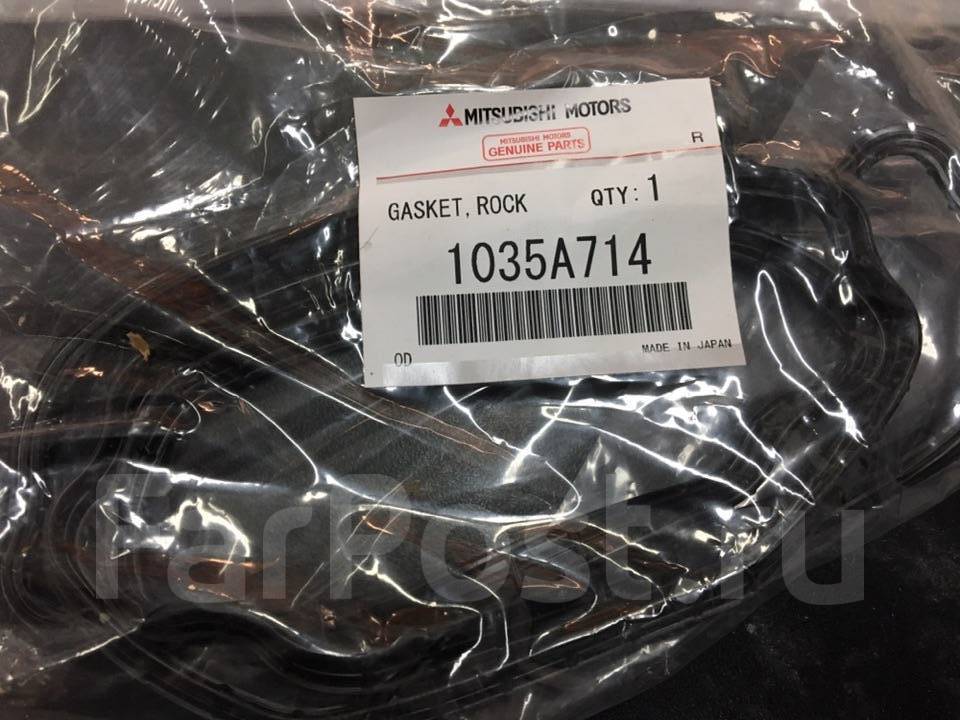 MITSUBISHI MOTORS
MITSUBISHI MOTORS
GENUINE PARTS
R
GASKET, ROCK QTY: 1
1035A714
OD MADE IN JAPAN
FarPost.ru